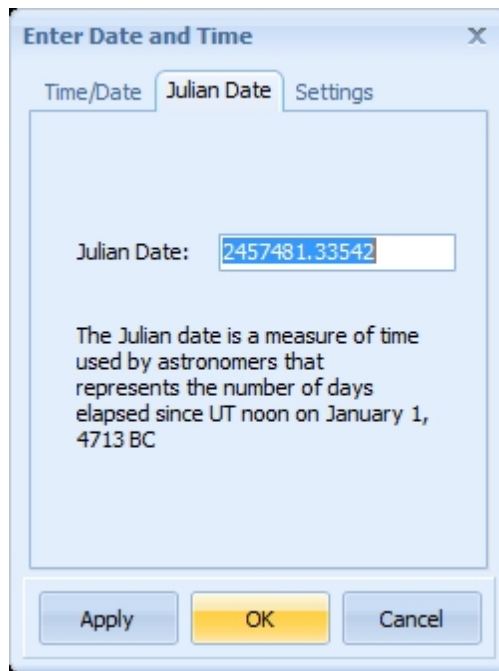 Enter Date and Time
Time/Date Julian Date Settings
Julian Date: 2457481.33542
The Julian date is a measure of time
used by astronomers that
represents the number of days
elapsed since UT noon on January 1,
4713 BC
Apply OK Cancel